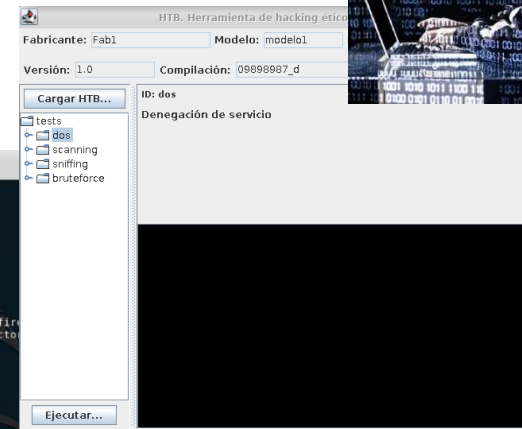 HTB. Herramienta de hacking ético
Fabricante: Fab1 Modelo: modelo1
Versión: 1.0 Compilación: 09898987_d
Cargar HTB...
ID: dos
Denegación de servicio
tests
dos
scanning
sniffing
bruteforce
Ejecutar...